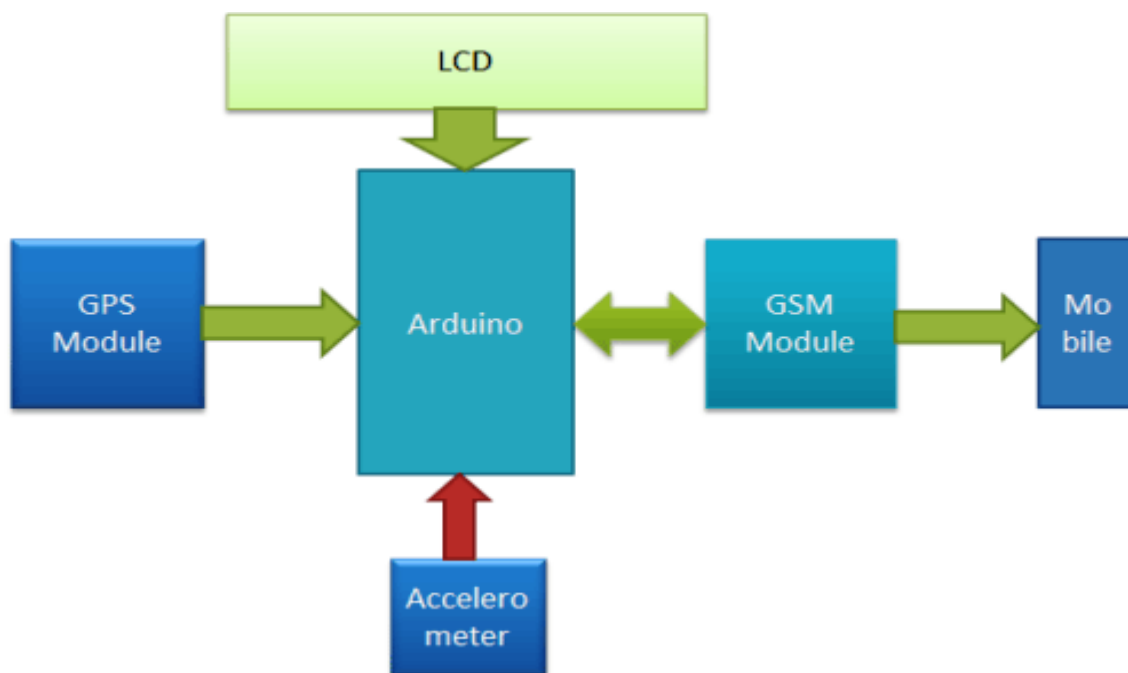 LCD
GPS
Module
Arduino
GSM
Module
Mo
bile
Accelero
meter